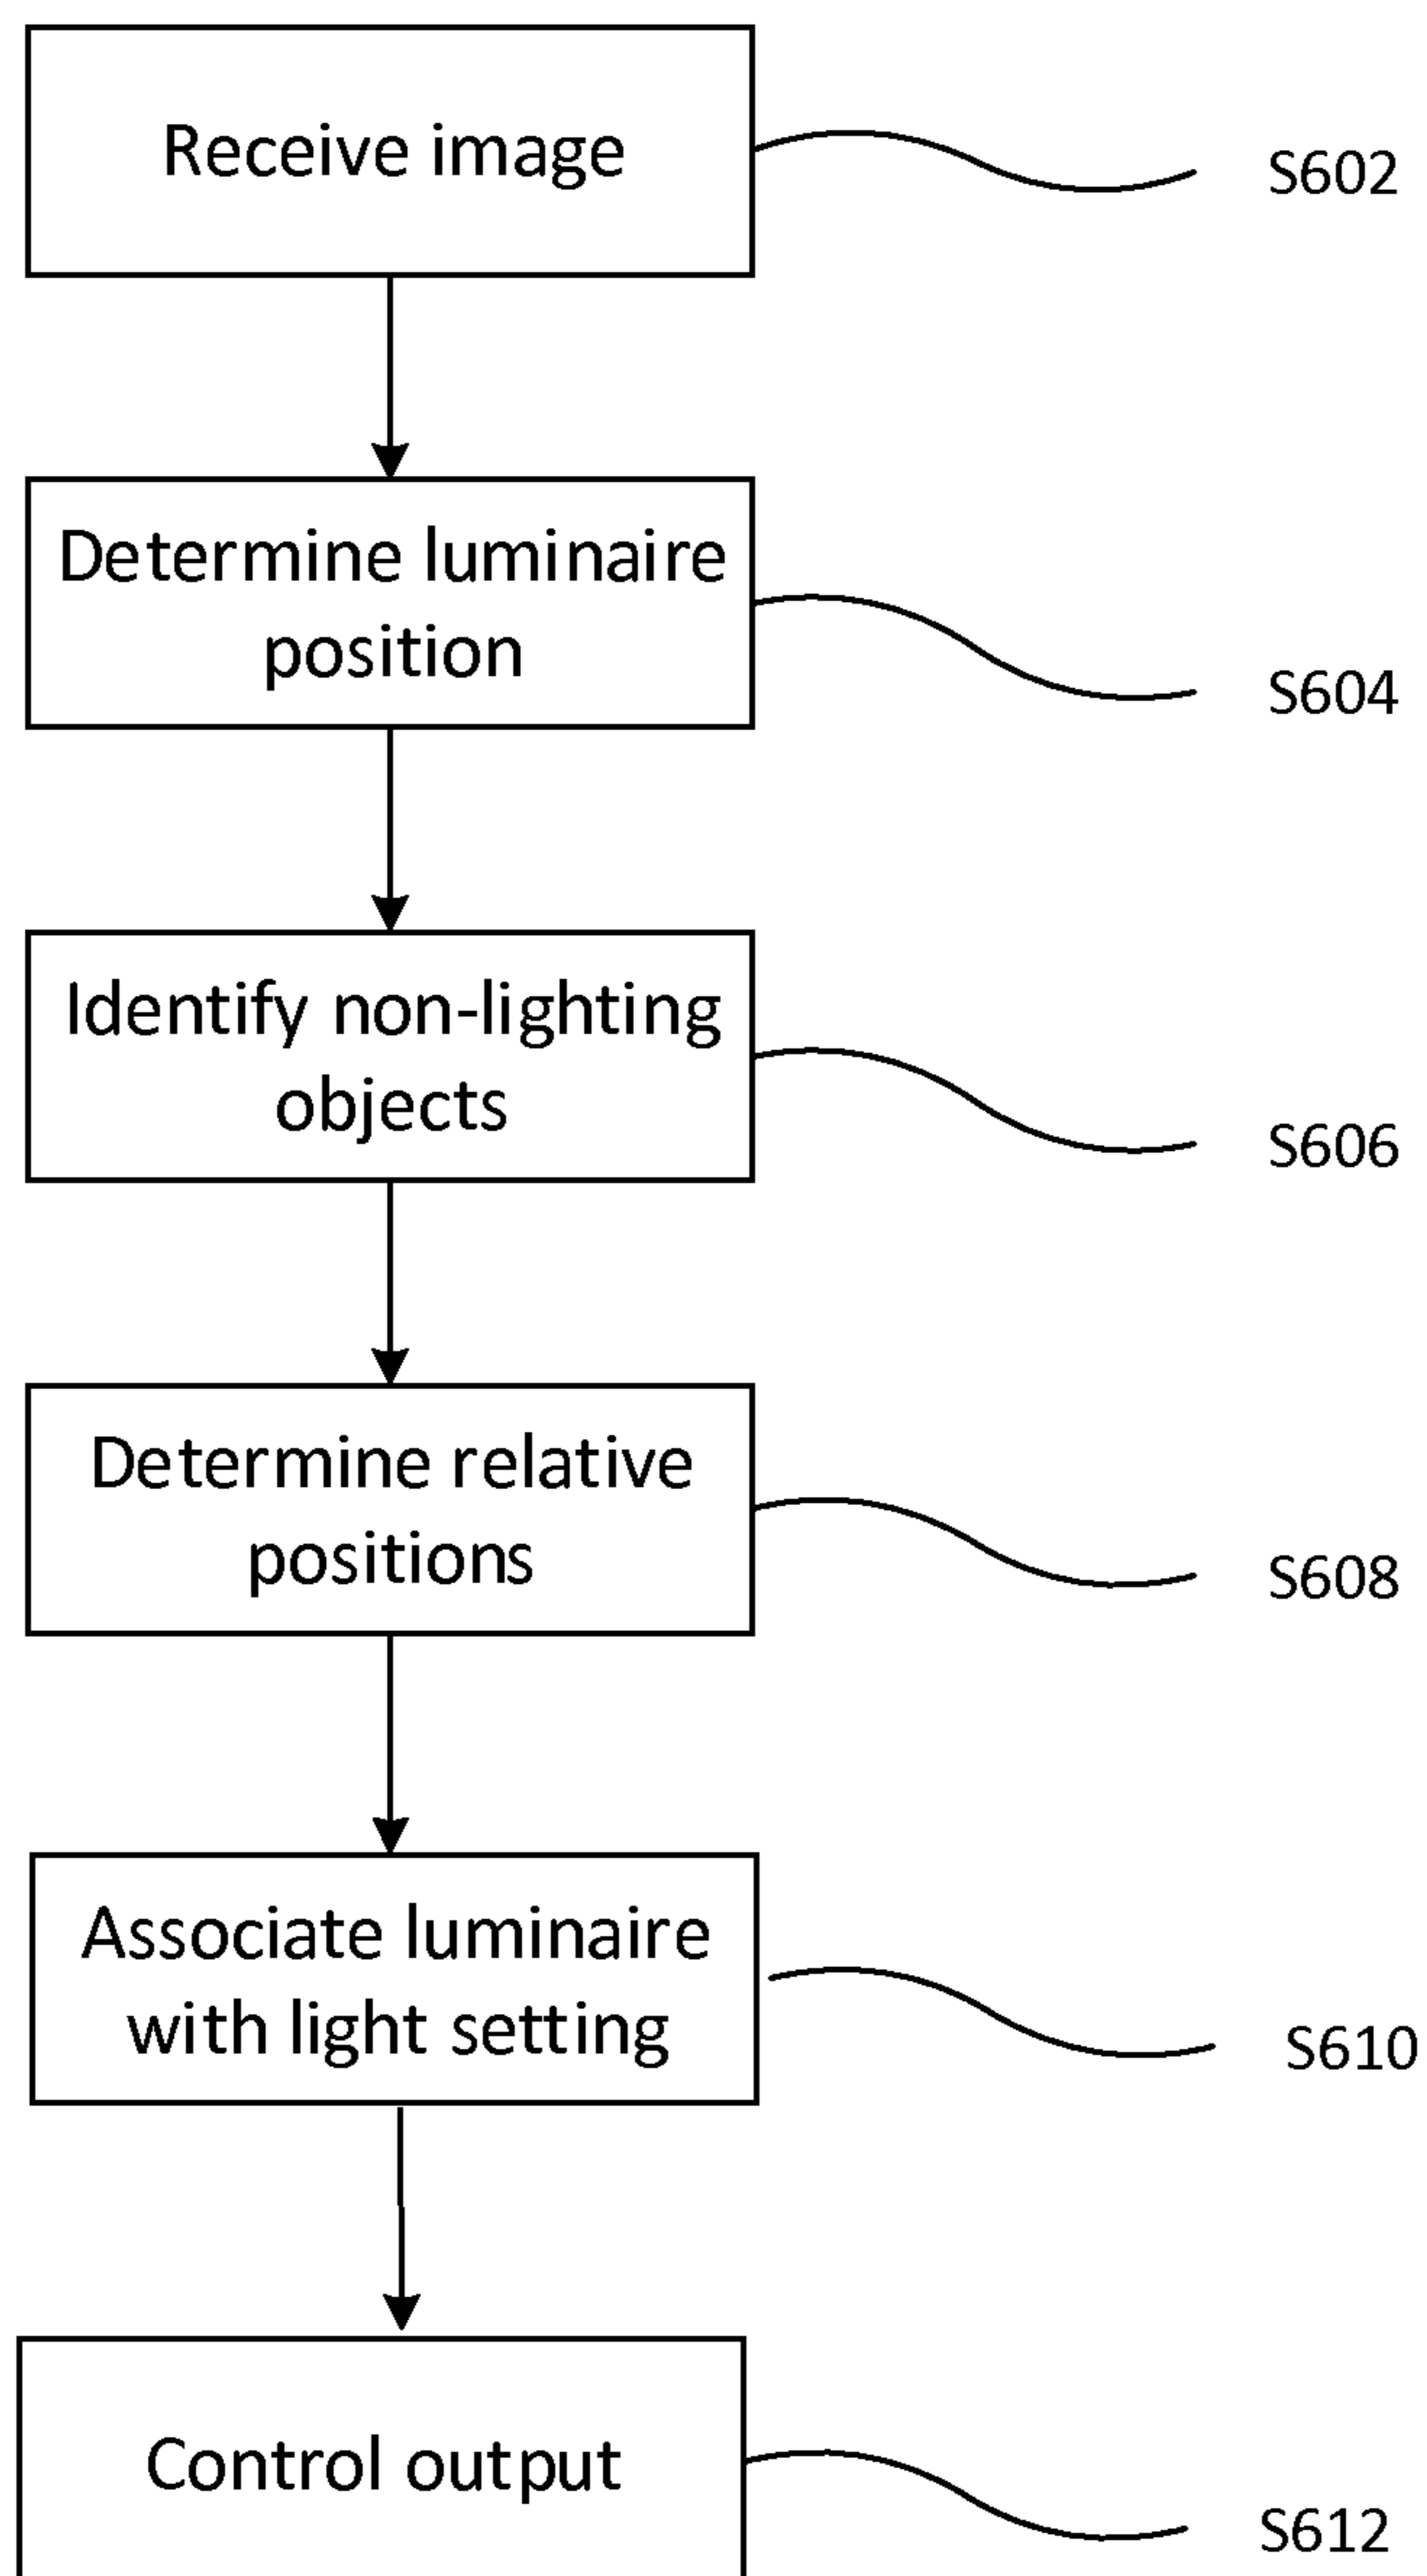 Receive image
S602
Determine luminaire
position
S604
Identify non-lighting
objects
S606
Determine relative
positions
S608
Associate luminaire
with light setting
S610
Control output
S612